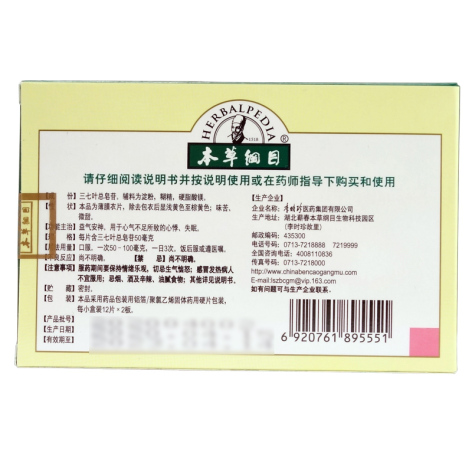 HERBALPEDIA
1518
本草纲目
请仔细阅读说明书并按说明使用或在药师指导下购买和使用
份】三七叶总皂苷, 辅料为淀粉, 糊精, 硬脂酸镁.
【性 状】本品为薄膜衣片, 除去包衣后显浅黄色至棕黄色; 味苦、
微甜.
主治】益气安神, 用于心气不足所致的心悸、失眠.
格】每片含三七叶总皂苷50毫克
用量】口服, 一次50-100毫克, 一日3次, 饭后服或遵医嘱.
尚不明确. 【禁 忌】尚不明确.
【注意事项】服药期间要保持情绪乐观, 切忌生气恼怒; 感冒发热病人
不宜服用; 忌烟、酒及辛辣、油腻食物; 其他详见说明书.
【贮 藏】密封.
【包 装】本品采用药品包装用铝箔/聚氯乙烯固体药用硬片包装,
每小盒装12片×2板.
【产品批号】
【生产日期】
【有效期至】
本草纲目
【生产企业】
企业名称: 医药集团有限公司
生产地址: 湖北蕲春本草纲目生物科技园区
(李时珍故里)
邮政编码: 435300
电话号码: 0713-7218888 7219999
全国统一咨询: 4008110836
传真号码: 0713-7218000
http://www.chinabencaogangmu.com
E-mail:lszbcgm@vip.163.com
如有问题可与生产企业联系.
6 920761 895551